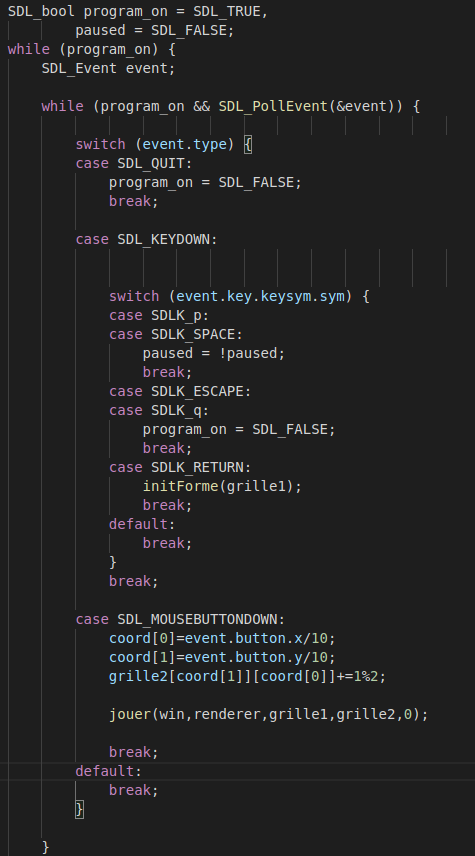 SDL_bool program_on = SDL_TRUE,
        paused = SDL_FALSE;
while (program_on) {
    SDL_Event event;

    while (program_on && SDL_PollEvent(&event)) {

        switch (event.type) {
        case SDL_QUIT:
            program_on = SDL_FALSE;
            break;

        case SDL_KEYDOWN:


            switch (event.key.keysym.sym) {
            case SDLK_p:
            case SDLK_SPACE:
                paused = !paused;
                break;
            case SDLK_ESCAPE:
            case SDLK_q:
                program_on = SDL_FALSE;
                break;
            case SDLK_RETURN:
                initForme(grille1);
                break;
            default:
                break;
            }
            break;

        case SDL_MOUSEBUTTONDOWN:
            coord[0]=event.button.x/10;
            coord[1]=event.button.y/10;
            grille2[coord[1]][coord[0]]+=1%2;

            jouer(win,renderer,grille1,grille2,0);

            break;
        default:
            break;
        }

    }